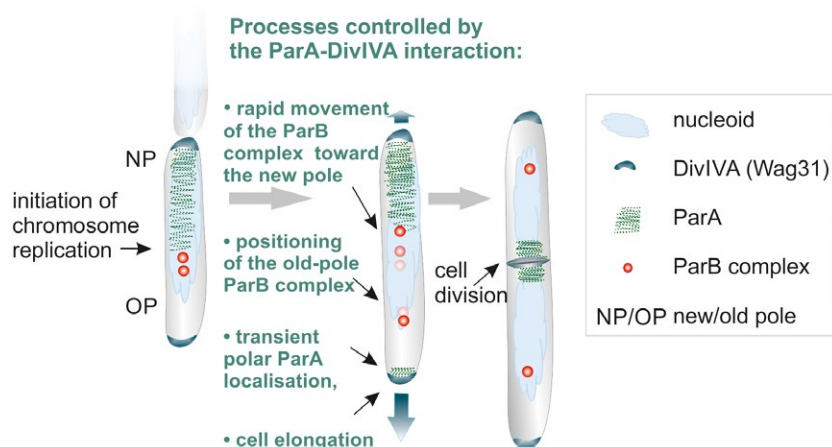 Processes controlled by
the ParA-DivIVA interaction:
• rapid movement
of the ParB
complex toward
the new pole
• positioning
of the old-pole
ParB complex
• transient
polar ParA
localisation,
• cell elongation
NP
initiation of
chromosome
replication
OP
cell
division
nucleoid
DivIVA (Wag31)
ParA
ParB complex
NP/OP new/old pole